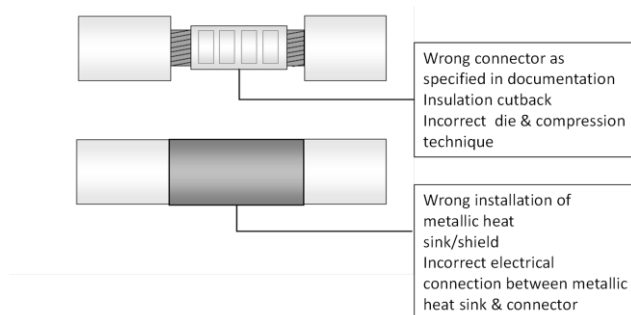 Wrong connector as
specified in documentation
Insulation cutback
Incorrect  die & compression
technique
Wrong installation of
metallic heat
sink/shield
Incorrect electrical
connection between metallic
heat sink & connector